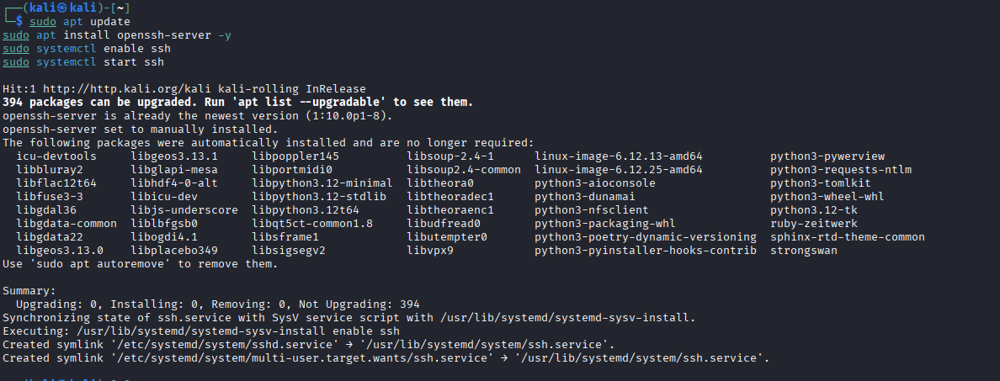 ┌──(kali㉿kali)-[~]
└─$ sudo apt update
sudo apt install openssh-server -y
sudo systemctl enable ssh
sudo systemctl start ssh
Hit:1 http://http.kali.org/kali kali-rolling InRelease
394 packages can be upgraded. Run 'apt list --upgradable' to see them.
openssh-server is already the newest version (1:10.0p1-8).
openssh-server set to manually installed.
The following packages were automatically installed and are no longer required:
icu-devtools libgeos3.13.1 libpoppler145 libsoup-2.4-1 linux-image-6.12.13-amd64 python3-pywerview
libbluray2 libglapi-mesa libportmidi0 libsoup2.4-common linux-image-6.12.25-amd64 python3-requests-ntlm
libflac12t64 libhdf4-0-alt libpython3.12-minimal libtheora0 python3-aioconsole python3-tomlkit
libfuse3-3 libicu-dev libpython3.12-stdlib libtheoradec1 python3-dunamai python3-wheel-whl
libgdal36 libjs-underscore libpython3.12t64 libtheoraenc1 python3-nfsclient python3.12-tk
libgdata-common liblbfgsb0 libqt5ct-common1.8 libudfread0 python3-packaging-whl ruby-zeitwerk
libgdata22 libogdi4.1 libsframe1 libutempter0 python3-poetry-dynamic-versioning sphinx-rtd-theme-common
libgeos3.13.0 libplacebo349 libsigsegv2 libvpx9 python3-pyinstaller-hooks-contrib strongswan
Use 'sudo apt autoremove' to remove them.
Summary:
Upgrading: 0, Installing: 0, Removing: 0, Not Upgrading: 394
Synchronizing state of ssh.service with SysV service script with /usr/lib/systemd/systemd-sysv-install.
Executing: /usr/lib/systemd/systemd-sysv-install enable ssh
Created symlink '/etc/systemd/system/sshd.service' → '/usr/lib/systemd/system/ssh.service'.
Created symlink '/etc/systemd/system/multi-user.target.wants/ssh.service' → '/usr/lib/systemd/system/ssh.service'.